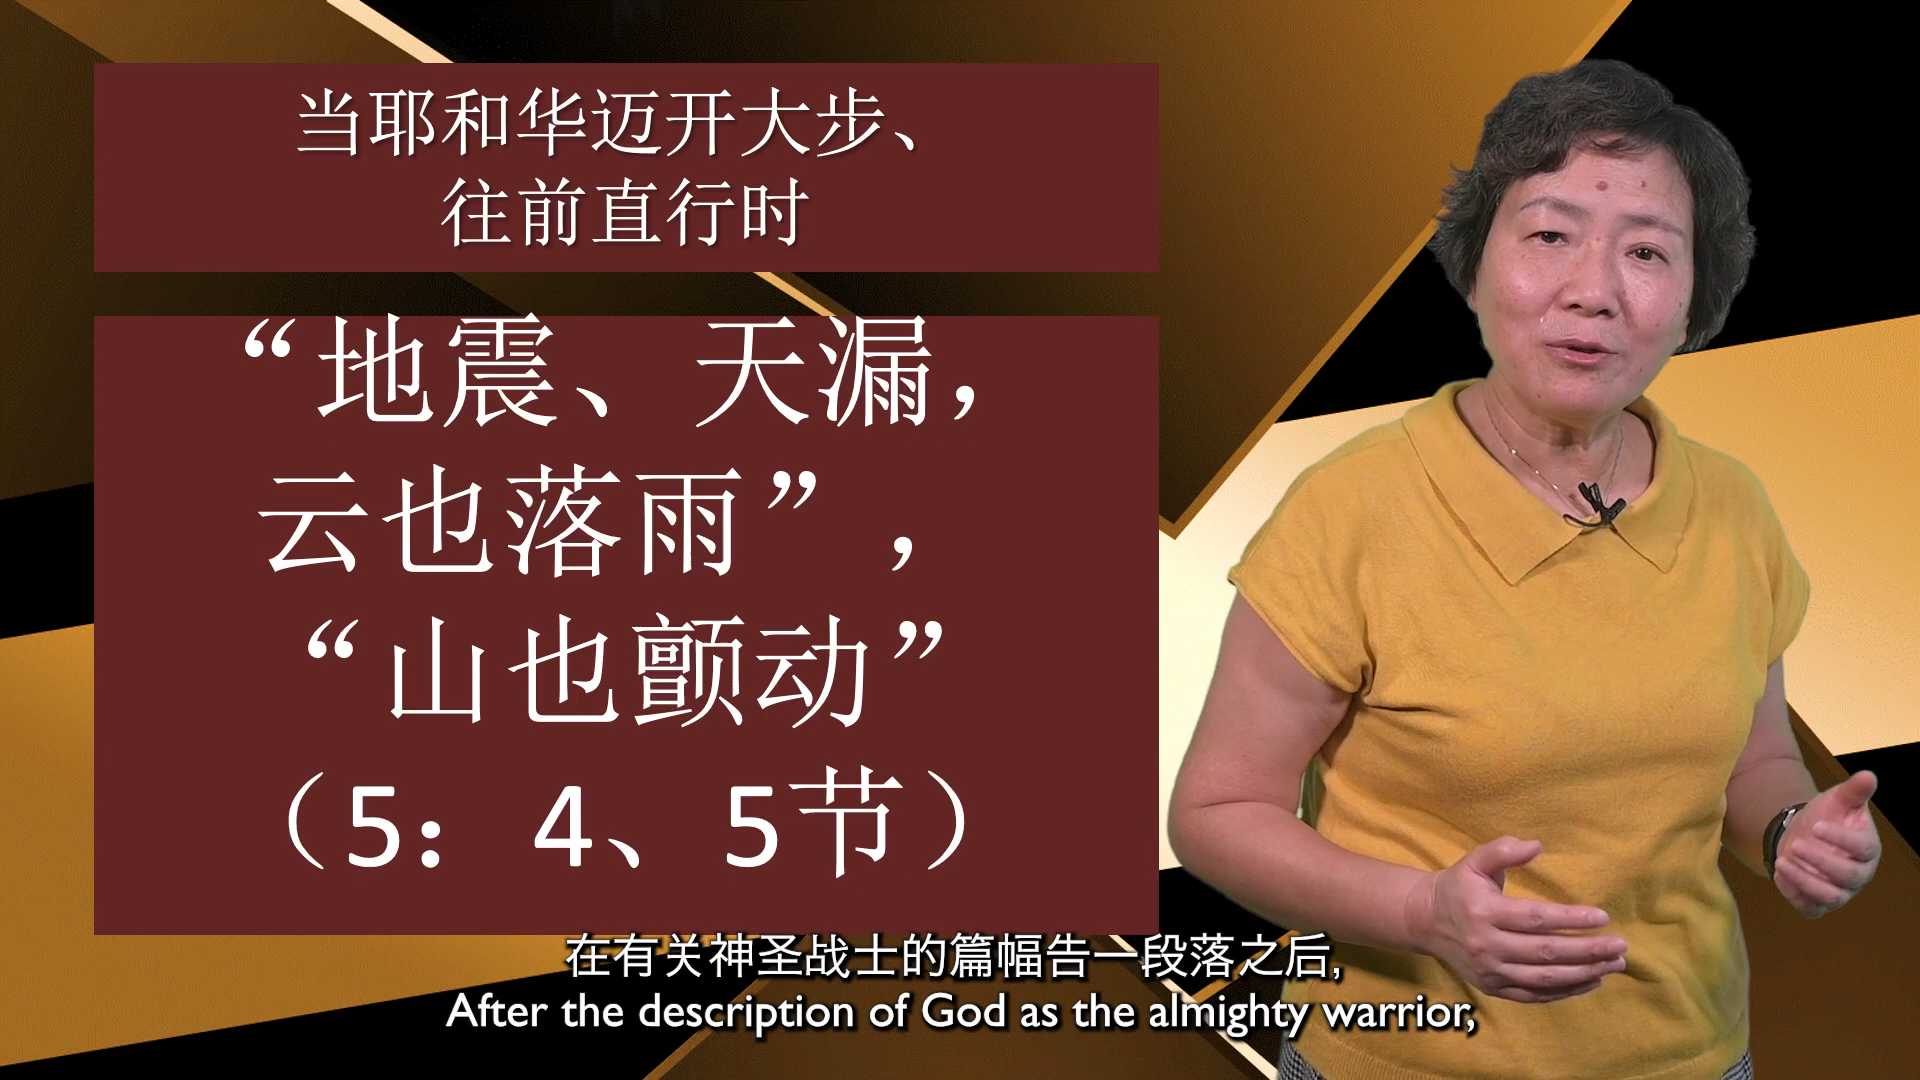 当耶和华迈开大步、
往前直行时
“地震、天漏，
云也落雨”，
“山也颤动”
（5：4、5节）
在有关神圣战士的篇幅告一段落之后,
After the description of God as the almighty warrior,